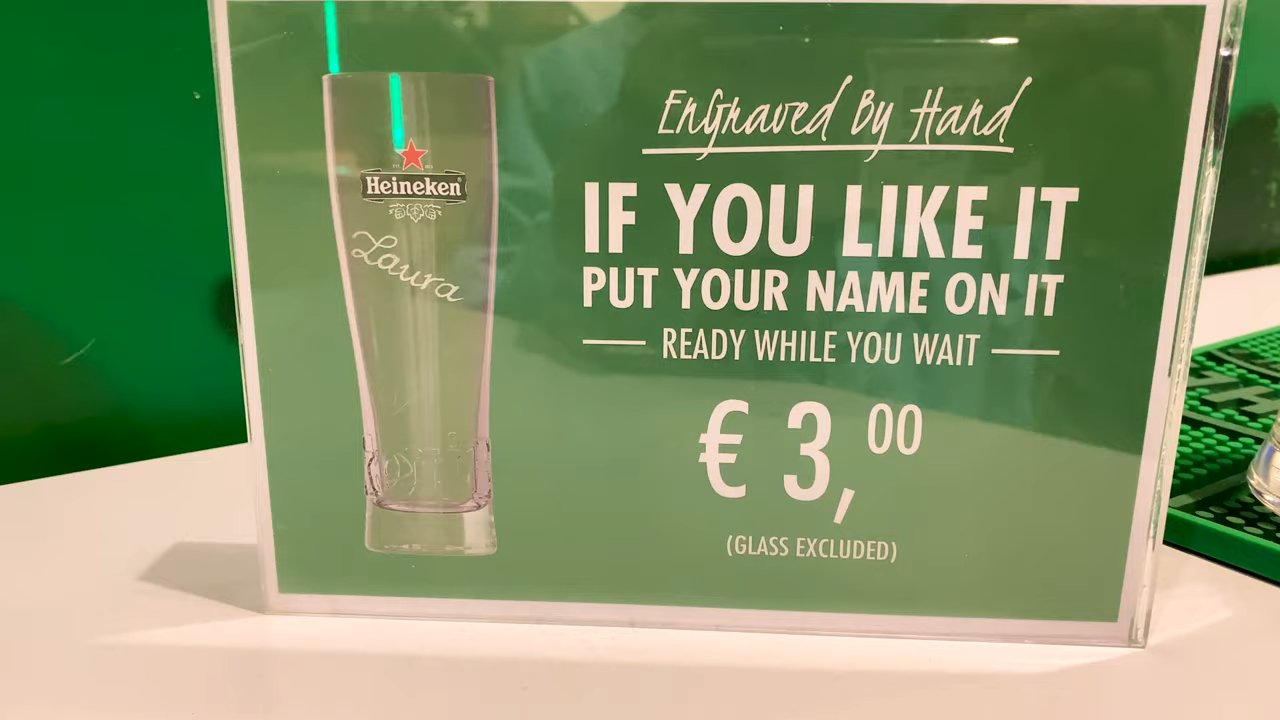 Engraved By Hand
IF YOU LIKE IT
PUT YOUR NAME ON IT
READY WHILE YOU WAIT
€ 3,00
(GLASS EXCLUDED)
Heineken
Laura